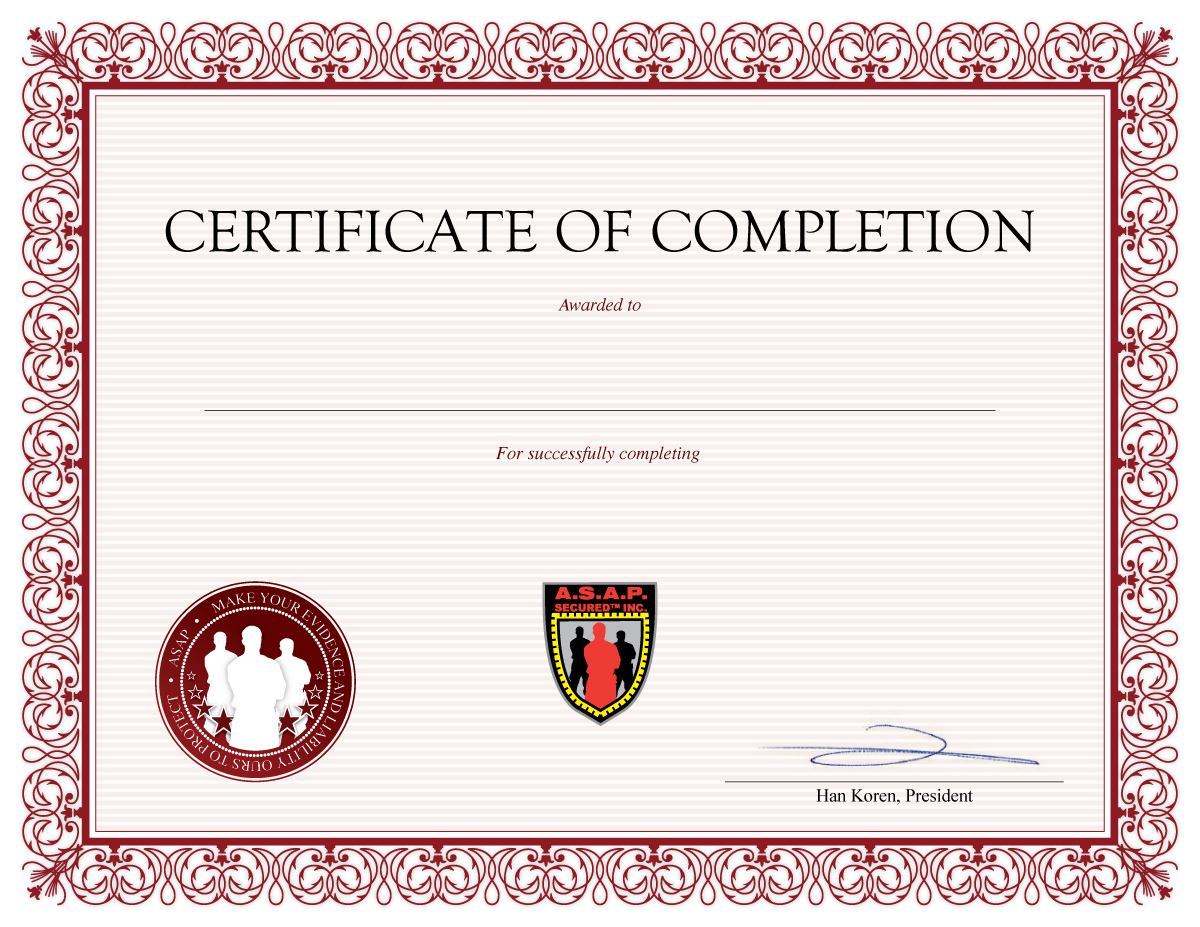 CERTIFICATE OF COMPLETION
Awarded to
For successfully completing
ASAP • MAKE YOUR EVIDENCE AND LIABILITY OURS TO PROTECT •
A.S.A.P.
SECURED™ INC.
Han Koren, President